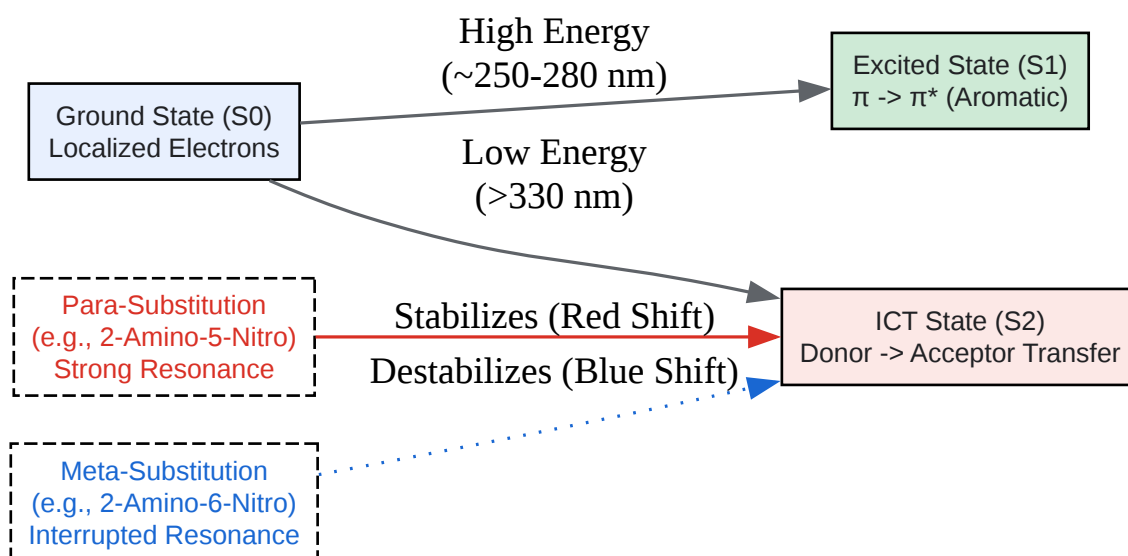 High Energy
(~250-280 nm)
Excited State (S1)
π -> π* (Aromatic)
Ground State (S0)
Localized Electrons
Low Energy
(>330 nm)
Para-Substitution
(e.g., 2-Amino-5-Nitro)
Strong Resonance
Stabilizes (Red Shift)
Destabilizes (Blue Shift)
ICT State (S2)
Donor -> Acceptor Transfer
Meta-Substitution
(e.g., 2-Amino-6-Nitro)
Interrupted Resonance